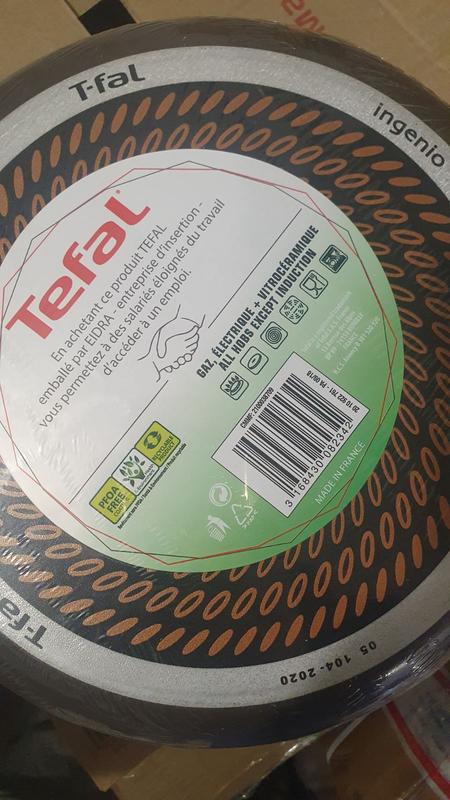 T-faL
ingenio
Tefal
En achetant ce produit TEFAL
emballé par EIDRA - entreprise d'insertion -
vous permettez à des salariés éloignés du travail
d'accéder à un emploi.
GAZ, ÉLECTRIQUE + VITROCÉRAMIQUE
ALL HOBS EXCEPT INDUCTION
PFOA
FREE
3 168430 082342
MADE IN FRANCE
T-faL
05 104-2020